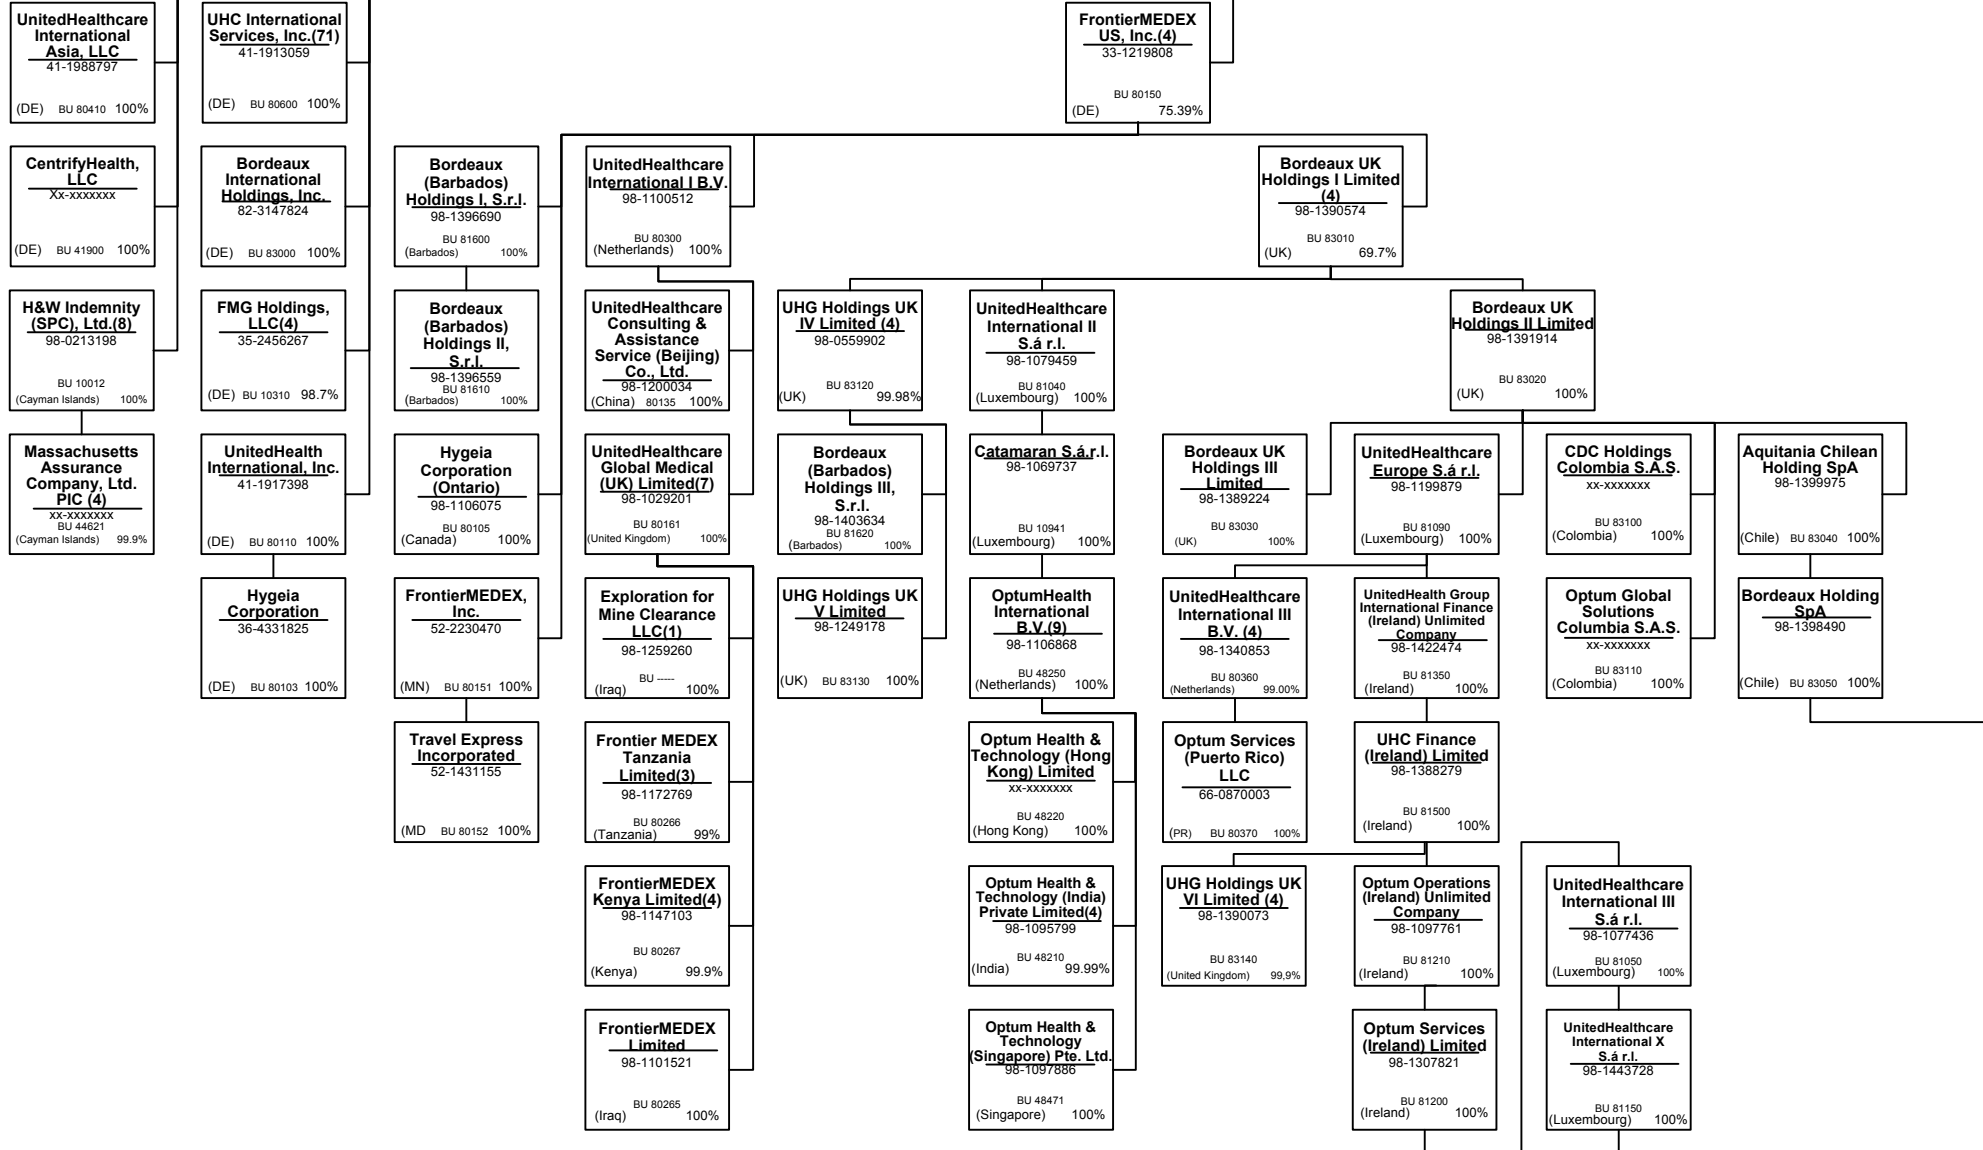 UnitedHealthcare
International
Asia, LLC
41-1988797
(DE) BU 80410 100%
UHC International
Services, Inc.(71)
41-1913059
(DE) BU 80600 100%
FrontierMEDEX
US, Inc.(4)
33-1219808
BU 80150
(DE) 75.39%
CentrifyHealth,
LLC
Xx-xxxxxxx
(DE) BU 41900 100%
Bordeaux
International
Holdings, Inc.
82-3147824
(DE) BU 83000 100%
Bordeaux
(Barbados)
Holdings I, S.r.l.
98-1396690
BU 81600
(Barbados) 100%
UnitedHealthcare
International I B.V.
98-1100512
BU 80300
(Netherlands) 100%
Bordeaux UK
Holdings I Limited
(4)
98-1390574
BU 83010
(UK) 69.7%
H&W Indemnity
(SPC), Ltd.(8)
98-0213198
BU 10012
(Cayman Islands) 100%
FMG Holdings,
LLC(4)
35-2456267
(DE) BU 10310 98.7%
Bordeaux
(Barbados)
Holdings II,
S.r.l.
98-1396559
BU 81610
(Barbados) 100%
UnitedHealthcare
Consulting &
Assistance
Service (Beijing)
Co., Ltd.
98-1200034
(China) 80135 100%
UHG Holdings UK
IV Limited (4)
98-0559902
BU 83120
(UK) 99.98%
UnitedHealthcare
International II
S.á r.l.
98-1079459
BU 81040
(Luxembourg) 100%
Bordeaux UK
Holdings II Limited
98-1391914
BU 83020
(UK) 100%
Massachusetts
Assurance
Company, Ltd.
PIC (4)
xx-xxxxxxx
BU 44621
(Cayman Islands) 99.9%
UnitedHealth
International, Inc.
41-1917398
(DE) BU 80110 100%
Hygeia
Corporation
(Ontario)
98-1106075
BU 80105
(Canada) 100%
UnitedHealthcare
Global Medical
(UK) Limited(7)
98-1029201
BU 80161
(United Kingdom) 100%
Bordeaux
(Barbados)
Holdings III,
S.r.l.
98-1403634
BU 81620
(Barbados) 100%
Catamaran S.á.r.l.
98-1069737
BU 10941
(Luxembourg) 100%
Bordeaux UK
Holdings III
Limited
98-1389224
BU 83030
(UK) 100%
UnitedHealthcare
Europe S.á r.l.
98-1199879
BU 81090
(Luxembourg) 100%
CDC Holdings
Colombia S.A.S.
xx-xxxxxxx
BU 83100
(Colombia) 100%
Aquitania Chilean
Holding SpA
98-1399975
(Chile) BU 83040 100%
Hygeia
Corporation
36-4331825
(DE) BU 80103 100%
FrontierMEDEX,
Inc.
52-2230470
(MN) BU 80151 100%
Exploration for
Mine Clearance
LLC(1)
98-1259260
BU -----
(Iraq) 100%
UHG Holdings UK
V Limited
98-1249178
(UK) BU 83130 100%
OptumHealth
International
B.V.(9)
98-1106868
BU 48250
(Netherlands) 100%
UnitedHealthcare
International III
B.V. (4)
98-1340853
BU 80360
(Netherlands) 99.00%
UnitedHealth Group
International Finance
(Ireland) Unlimited
Company
98-1422474
BU 81350
(Ireland) 100%
Optum Global
Solutions
Columbia S.A.S.
xx-xxxxxxx
BU 83110
(Colombia) 100%
Bordeaux Holding
SpA
98-1398490
(Chile) BU 83050 100%
Travel Express
Incorporated
52-1431155
(MD BU 80152 100%
Frontier MEDEX
Tanzania
Limited(3)
98-1172769
BU 80266
(Tanzania) 99%
Optum Health &
Technology (Hong
Kong) Limited
xx-xxxxxxx
BU 48220
(Hong Kong) 100%
Optum Services
(Puerto Rico)
LLC
66-0870003
(PR) BU 80370 100%
UHC Finance
(Ireland) Limited
98-1388279
BU 81500
(Ireland) 100%
FrontierMEDEX
Kenya Limited(4)
98-1147103
BU 80267
(Kenya) 99.9%
Optum Health &
Technology (India)
Private Limited(4)
98-1095799
BU 48210
(India) 99.99%
UHG Holdings UK
VI Limited (4)
98-1390073
BU 83140
(United Kingdom) 99,9%
Optum Operations
(Ireland) Unlimited
Company
98-1097761
BU 81210
(Ireland) 100%
UnitedHealthcare
International III
S.á r.l.
98-1077436
BU 81050
(Luxembourg) 100%
FrontierMEDEX
Limited
98-1101521
BU 80265
(Iraq) 100%
Optum Health &
Technology
(Singapore) Pte. Ltd.
98-1097886
BU 48471
(Singapore) 100%
Optum Services
(Ireland) Limited
98-1307821
BU 81200
(Ireland) 100%
UnitedHealthcare
International X
S.á r.l.
98-1443728
BU 81150
(Luxembourg) 100%